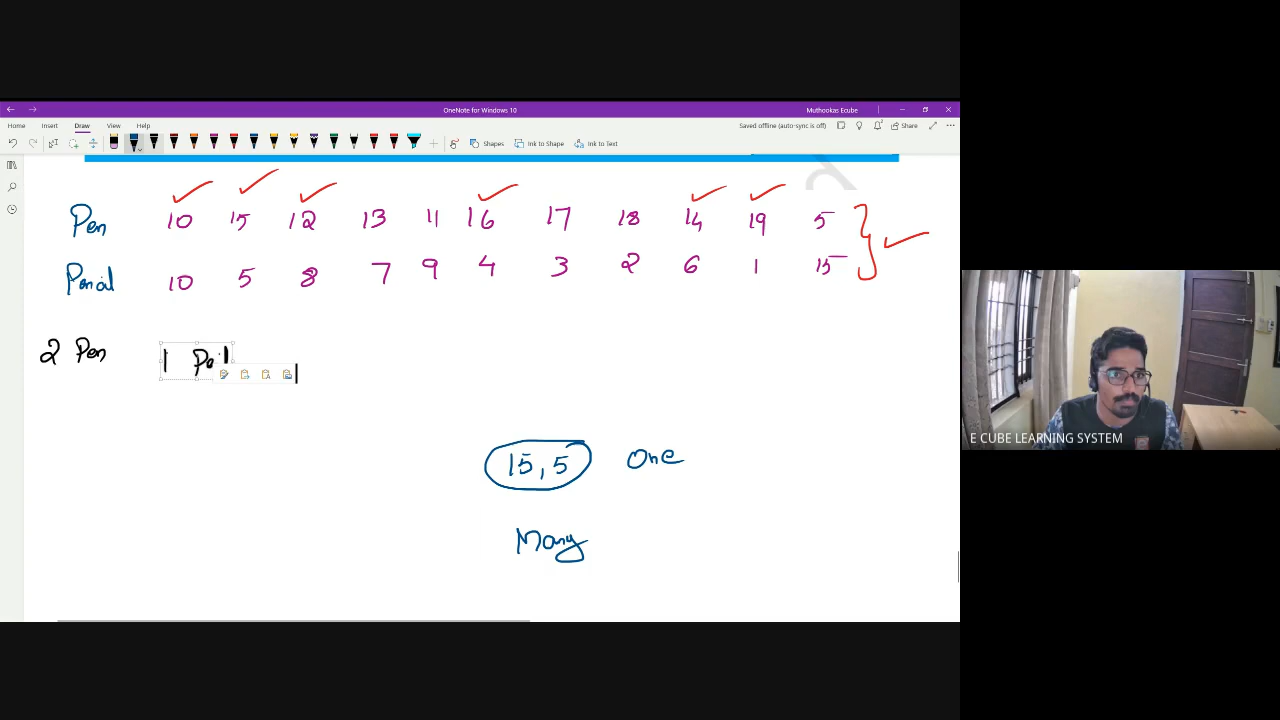 OneNote for Windows 10
Muthookas Ecube
Home Insert Draw View Help
Saved offline (auto-sync is off) Share
Shapes Ink to Shape Ink to Text
Pen 10 15 12 13 11 16 17 18 14 19 5
Pencil 10 5 8 7 9 4 3 2 6 1 15
2 Pen 1 Pe
15, 5 One
Many
E CUBE LEARNING SYSTEM